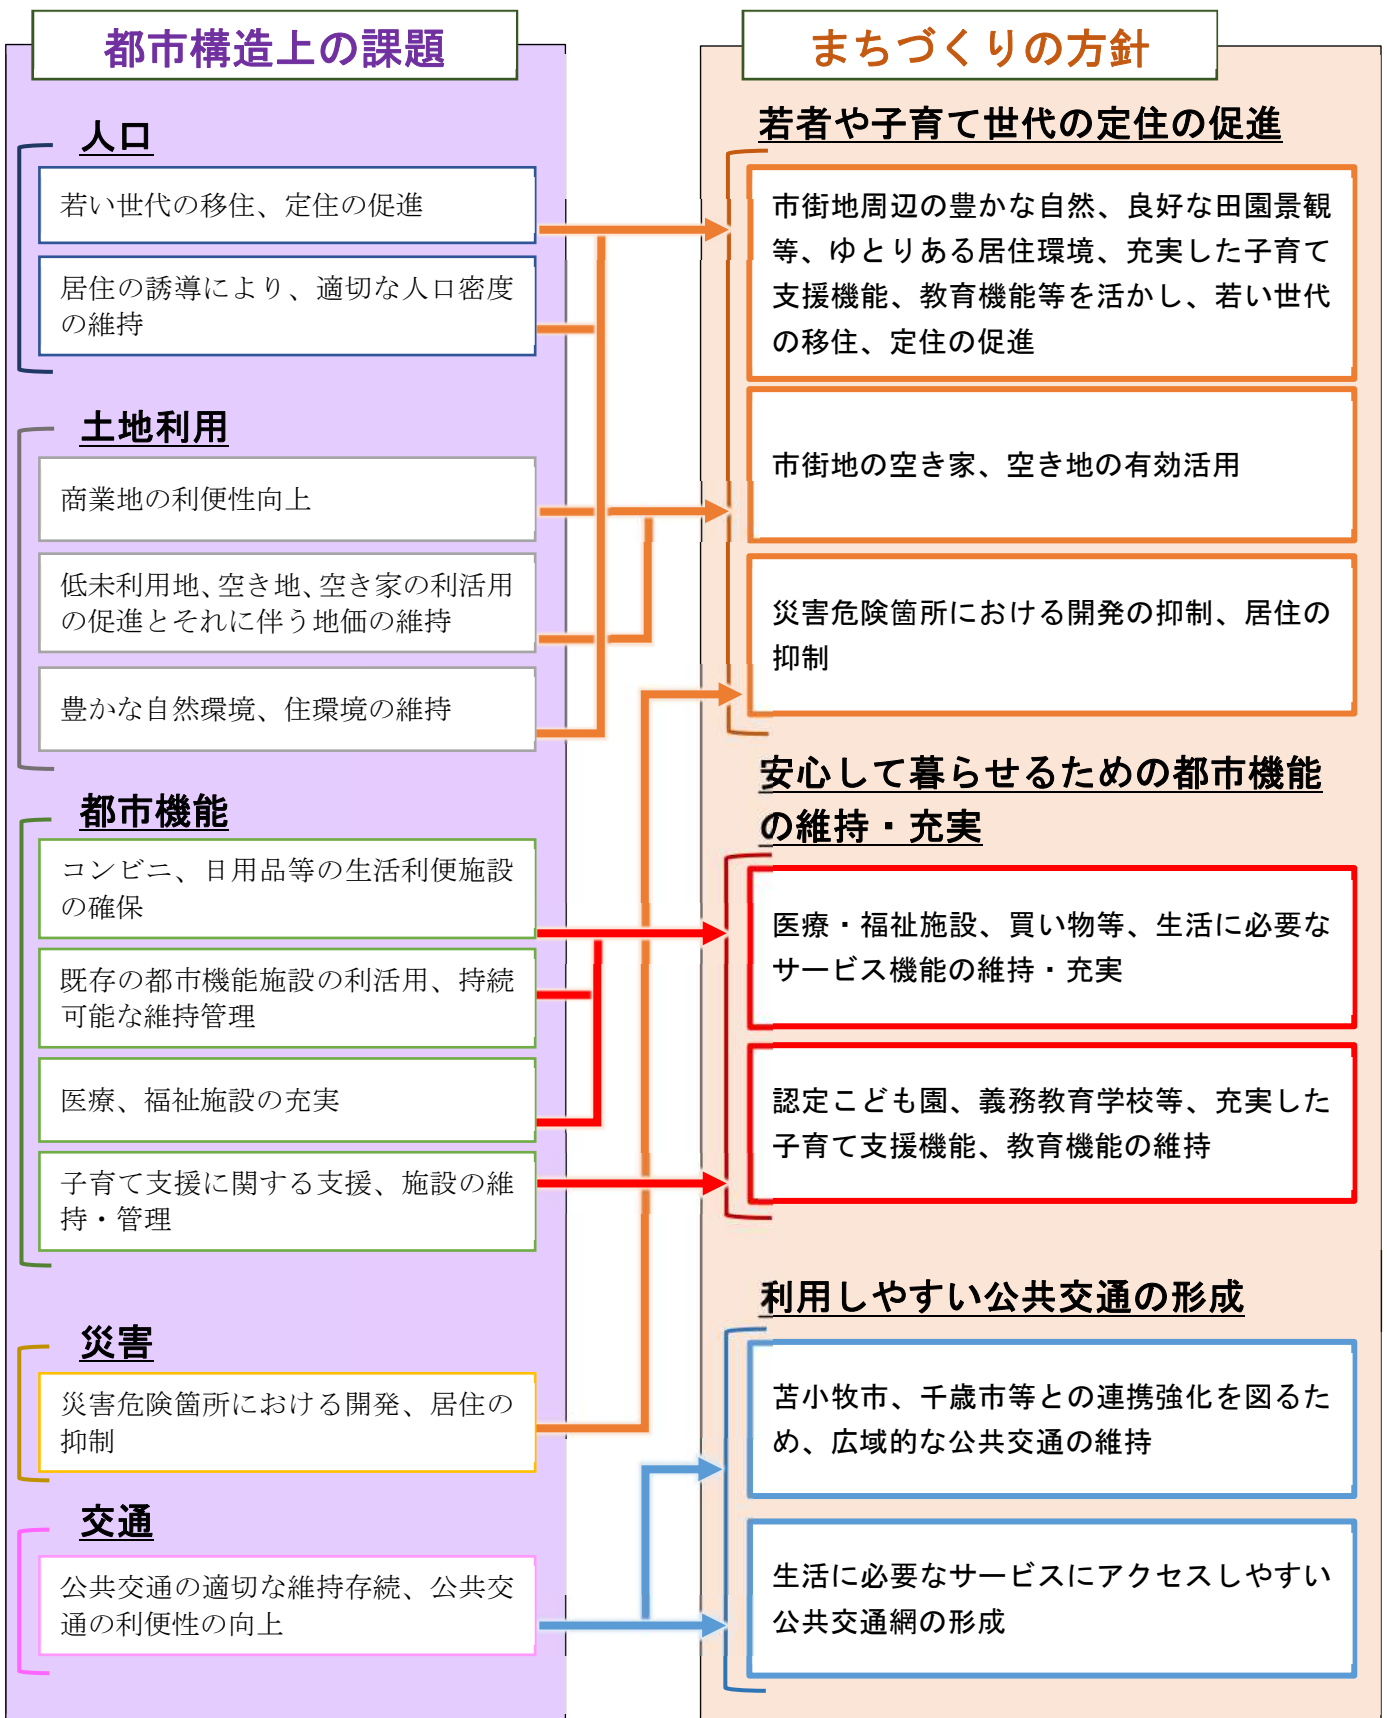 都市構造上の課題
人口
若い世代の移住、定住の促進
居住の誘導により、適切な人口密度
の維持
土地利用
商業地の利便性向上
低未利用地、空き地、空き家の利活用
の促進とそれに伴う地価の維持
豊かな自然環境、住環境の維持
都市機能
コンビニ、日用品等の生活利便施設
の確保
既存の都市機能施設の利活用、持続
可能な維持管理
医療、福祉施設の充実
子育て支援に関する支援、施設の維
持・管理
災害
災害危険箇所における開発、居住の
抑制
交通
公共交通の適切な維持存続、公共交
通の利便性の向上
まちづくりの方針
若者や子育て世代の定住の促進
市街地周辺の豊かな自然、良好な田園景観
等、ゆとりある居住環境、充実した子育て
支援機能、教育機能等を活かし、若い世代
の移住、定住の促進
市街地の空き家、空き地の有効活用
災害危険箇所における開発の抑制、居住の
抑制
安心して暮らせるための都市機能
の維持・充実
医療・福祉施設、買い物等、生活に必要な
サービス機能の維持・充実
認定こども園、義務教育学校等、充実した
子育て支援機能、教育機能の維持
利用しやすい公共交通の形成
苫小牧市、千歳市等との連携強化を図るた
め、広域的な公共交通の維持
生活に必要なサービスにアクセスしやすい
公共交通網の形成